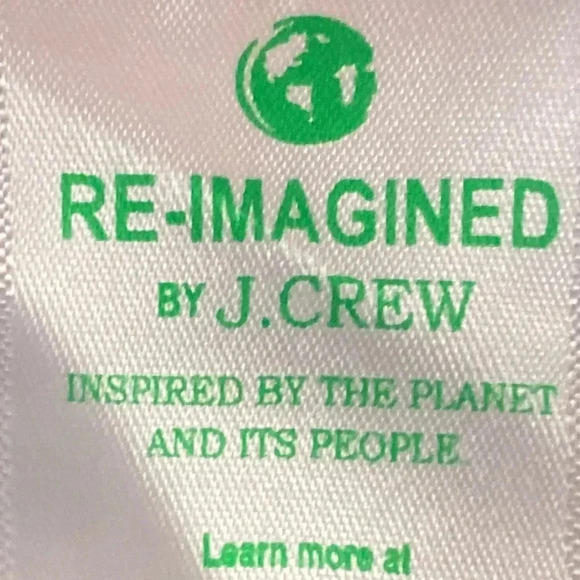 RE-IMAGINED
BY J.CREW
INSPIRED BY THE PLANET
AND ITS PEOPLE.
Learn more at